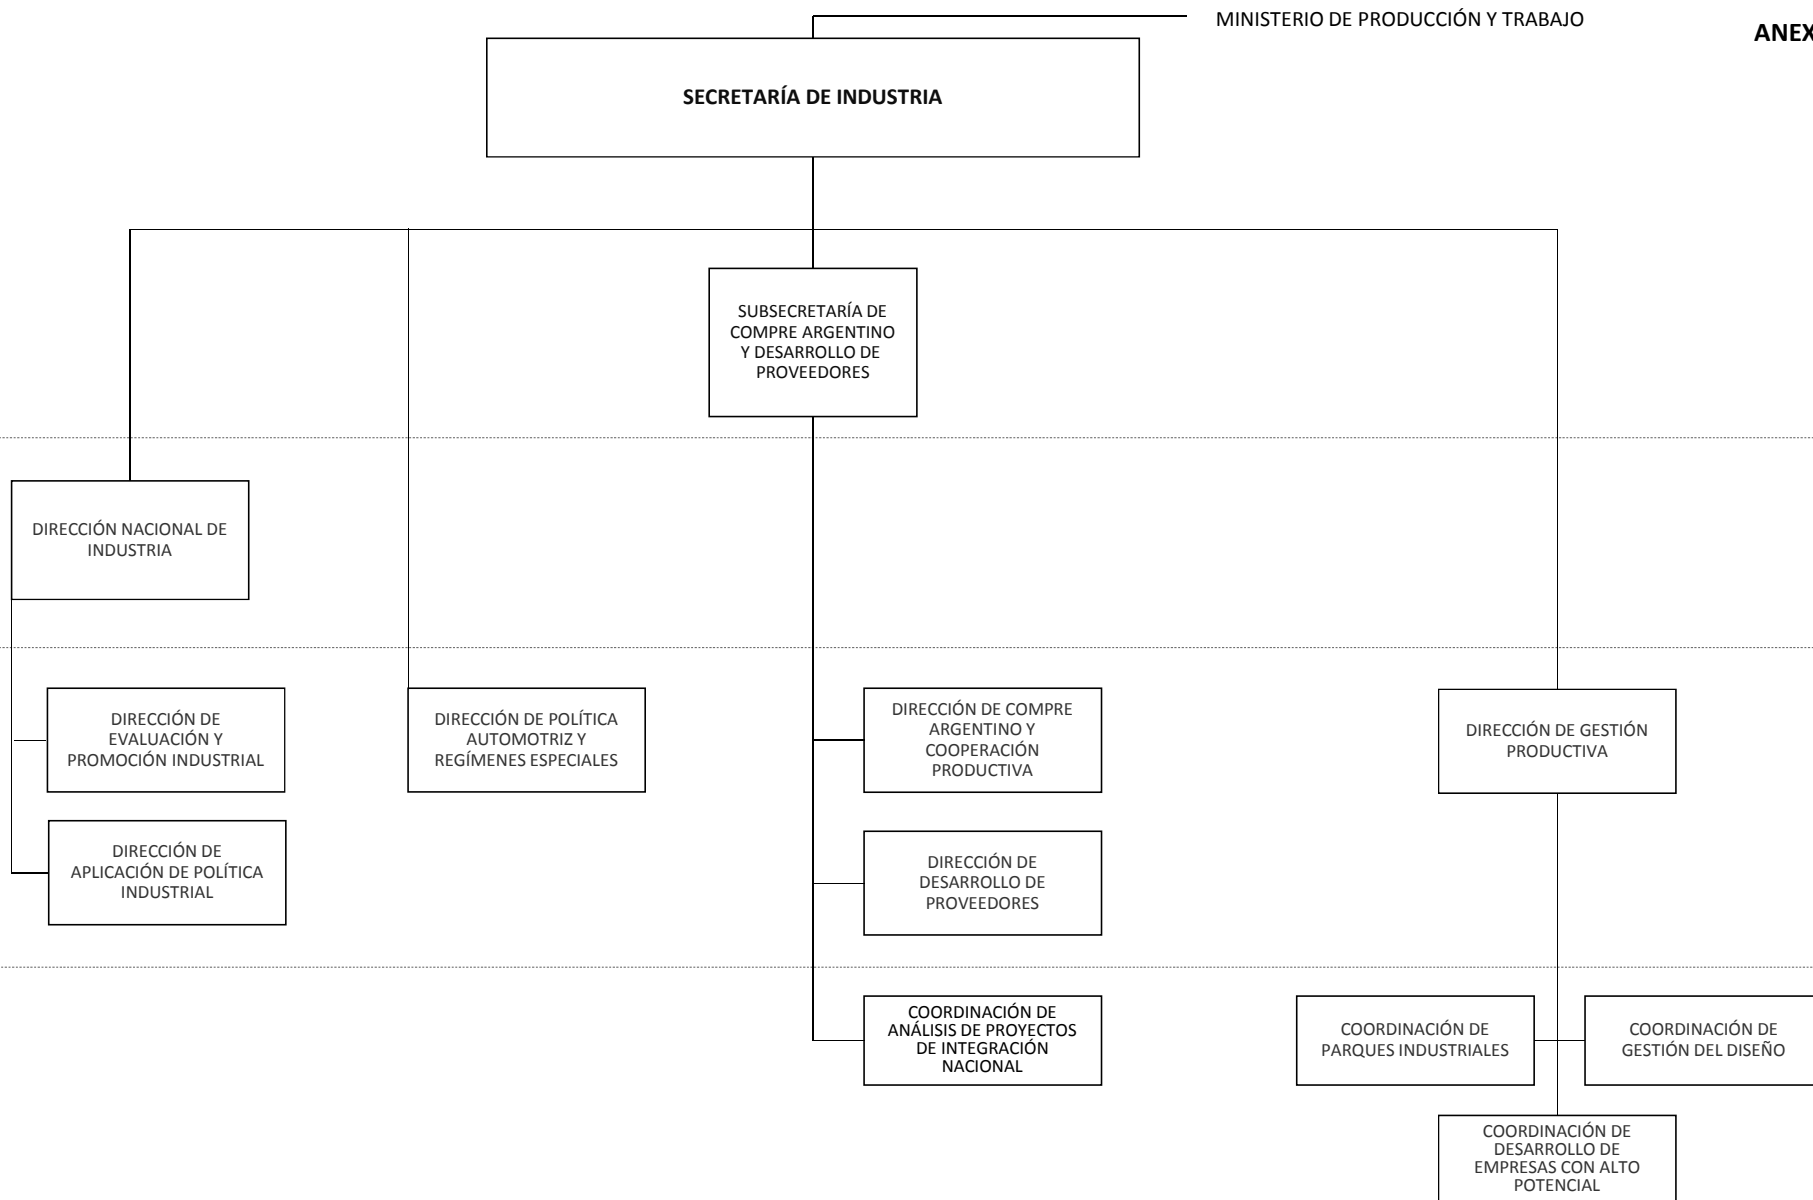 MINISTERIO DE PRODUCCIÓN Y TRABAJO
ANEX
SECRETARÍA DE INDUSTRIA
SUBSECRETARÍA DE
COMPRE ARGENTINO
Y DESARROLLO DE
PROVEEDORES
DIRECCIÓN NACIONAL DE
INDUSTRIA
DIRECCIÓN DE
EVALUACIÓN Y
PROMOCIÓN INDUSTRIAL
DIRECCIÓN DE POLÍTICA
AUTOMOTRIZ Y
REGÍMENES ESPECIALES
DIRECCIÓN DE COMPRE
ARGENTINO Y
COOPERACIÓN
PRODUCTIVA
DIRECCIÓN DE GESTIÓN
PRODUCTIVA
DIRECCIÓN DE
APLICACIÓN DE POLÍTICA
INDUSTRIAL
DIRECCIÓN DE
DESARROLLO DE
PROVEEDORES
COORDINACIÓN DE
ANÁLISIS DE PROYECTOS
DE INTEGRACIÓN
NACIONAL
COORDINACIÓN DE
PARQUES INDUSTRIALES
COORDINACIÓN DE
GESTIÓN DEL DISEÑO
COORDINACIÓN DE
DESARROLLO DE
EMPRESAS CON ALTO
POTENCIAL